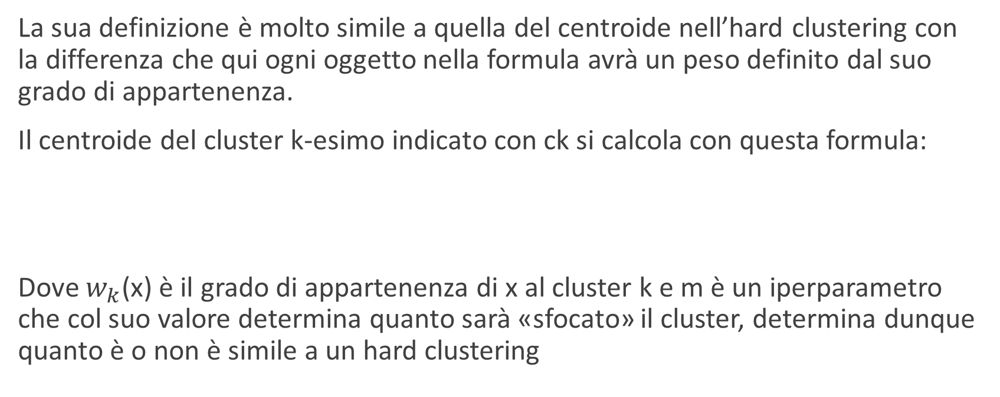 La sua definizione è molto simile a quella del centroide nell’hard clustering con
la differenza che qui ogni oggetto nella formula avrà un peso definito dal suo
grado di appartenenza.
Il centroide del cluster k-esimo indicato con ck si calcola con questa formula:
Dove 𝑤𝑘(x) è il grado di appartenenza di x al cluster k e m è un iperparametro
che col suo valore determina quanto sarà «sfocato» il cluster, determina dunque
quanto è o non è simile a un hard clustering